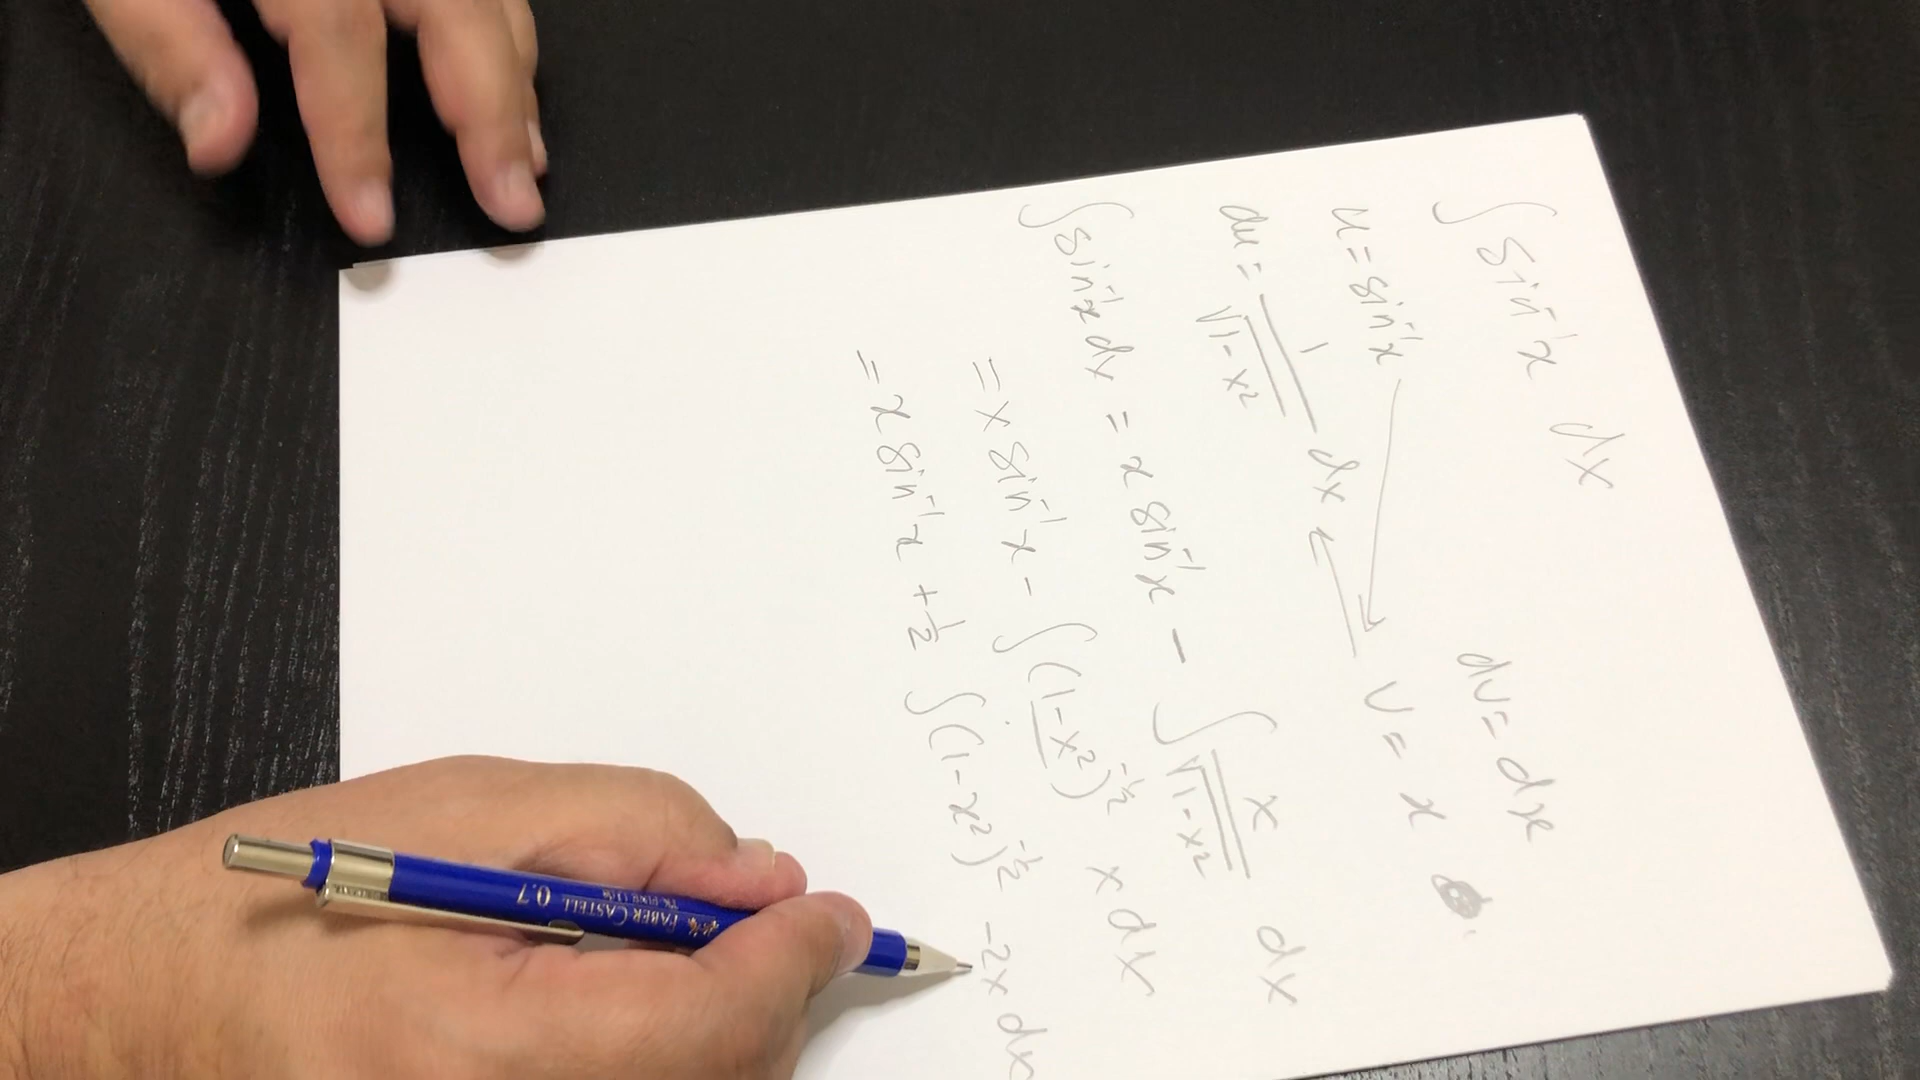 ∫ sin⁻¹x dx
u = sin⁻¹x dv = dx
du = 1/√(1-x²) dx v = x
∫ sin⁻¹x dx = x sin⁻¹x - ∫ x/√(1-x²) dx
= x sin⁻¹x - ∫ (1-x²)^(-1/2) x dx
= x sin⁻¹x + 1/2 ∫ (1-x²)^(-1/2) -2x dx
FABER CASTELL 0.7